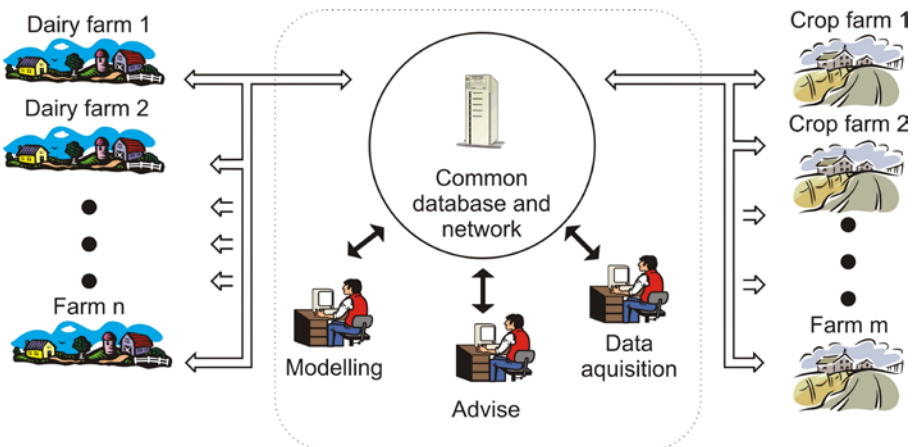 Dairy farm 1
Dairy farm 2
Farm n
Common
database and
network
Modelling
Advise
Data
aquisition
Crop farm 1
Crop farm 2
Farm m